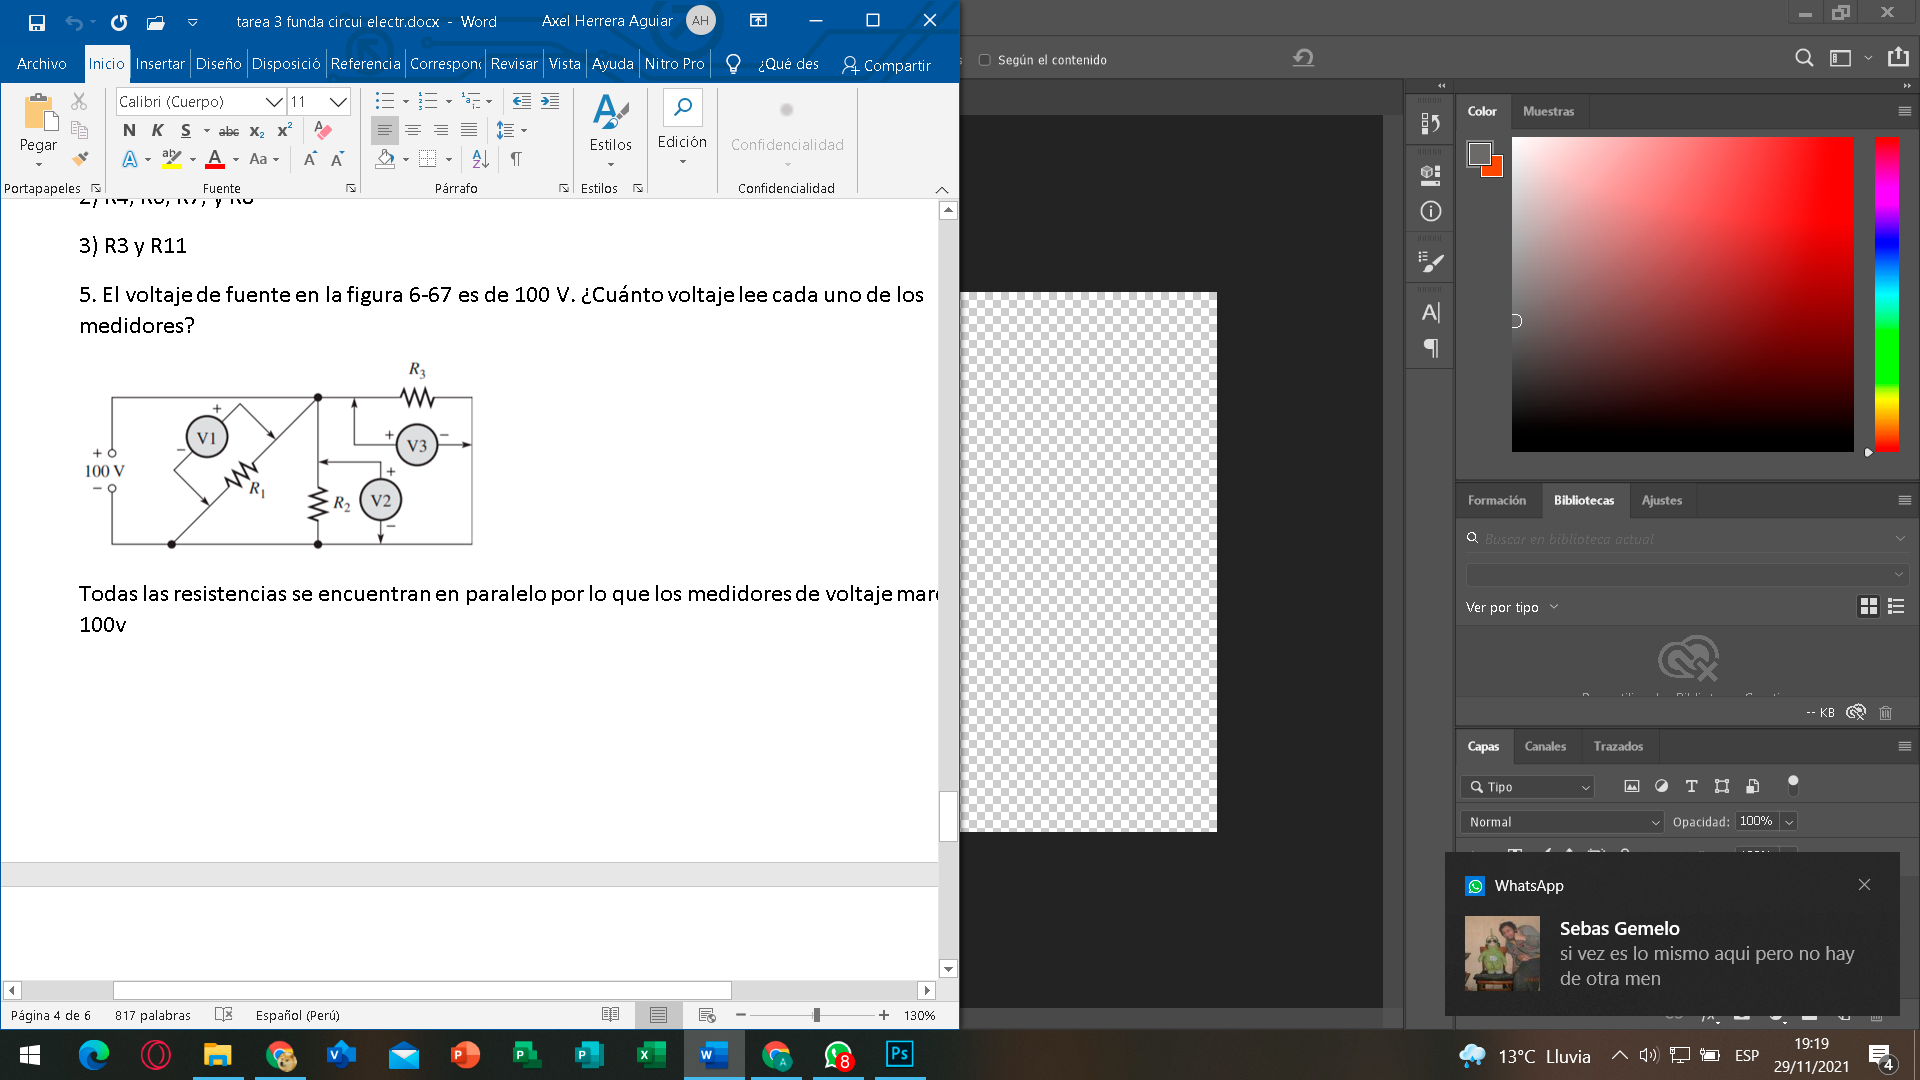 tarea 3 funda circui electr.docx - Word
Axel Herrera Aguiar
AH
Archivo
Inicio
Insertar
Diseño
Disposició
Referencia
Correspon
Revisar
Vista
Ayuda
Nitro Pro
¿Qué des
Compartir
Pegar
Calibri (Cuerpo)
11
N K S abc x₂ x²
Aa
Estilos
Edición
Confidencialidad
Portapapeles
Fuente
Párrafo
Estilos
Confidencialidad
3) R3 y R11
5. El voltaje de fuente en la figura 6-67 es de 100 V. ¿Cuánto voltaje lee cada uno de los
medidores?
R3
V1
V3
100 V
R1
R2
V2
Todas las resistencias se encuentran en paralelo por lo que los medidores de voltaje mar
100v
Página 4 de 6
817 palabras
Español (Perú)
130%
Según el contenido
Color
Muestras
Formación
Bibliotecas
Ajustes
Buscar en biblioteca actual
Ver por tipo
-- KB
Capas
Canales
Trazados
Tipo
Normal
Opacidad:
100%
WhatsApp
Sebas Gemelo
si vez es lo mismo aqui pero no hay
de otra men
8
Ps
13°C Lluvia
ESP
19:19
29/11/2021
4